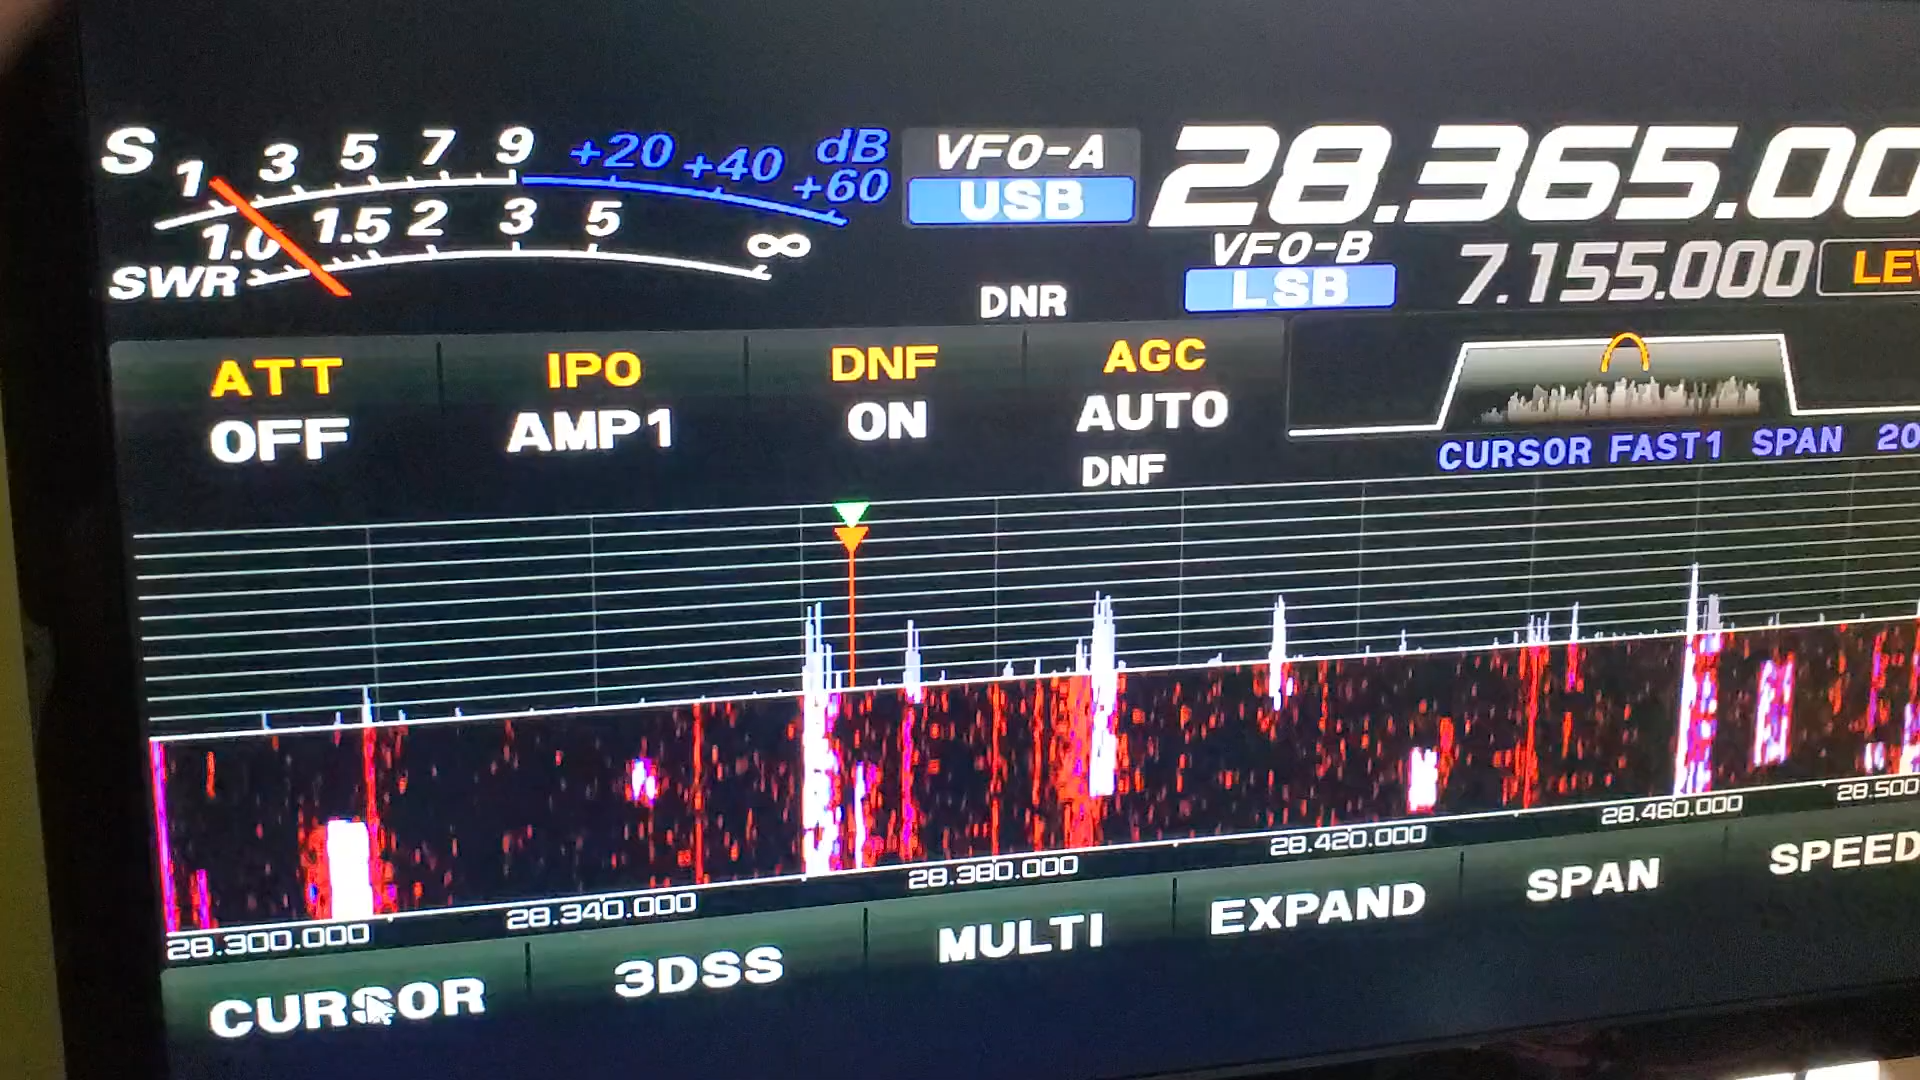 S 1 3 5 7 9 +20 +40 +60 dB
SWR 1.0 1.5 2 3 5 ∞
VFO-A
USB
28.365.00
VFO-B
LSB
7.155.000
DNR
ATT
OFF
IPO
AMP1
DNF
ON
AGC
AUTO
DNF
CURSOR FAST1 SPAN 20
28.300.000 28.340.000 28.380.000 28.420.000 28.460.000 28.500
CURSOR 3DSS MULTI EXPAND SPAN SPEED